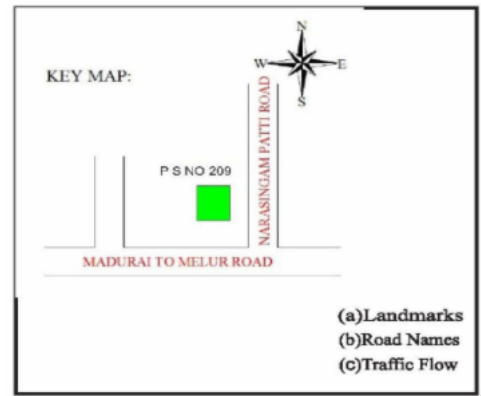 N
W E
S
KEY MAP:
NARASINGAM PATTI ROAD
P S NO 209
MADURAI TO MELUR ROAD
(a)Landmarks
(b)Road Names
(c)Traffic Flow